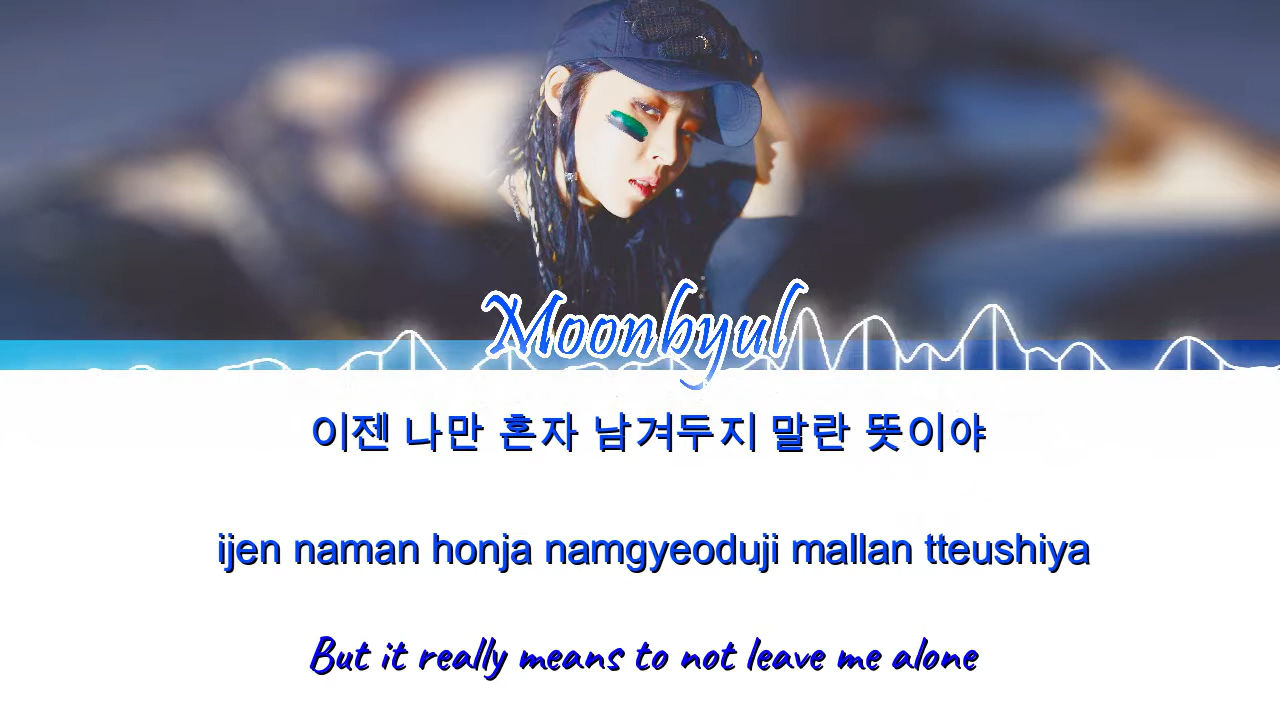 Moonbyul
이젠 나만 혼자 남겨두지 말란 뜻이야
ijen naman honja namgyeoduji mallan tteushiya
But it really means to not leave me alone